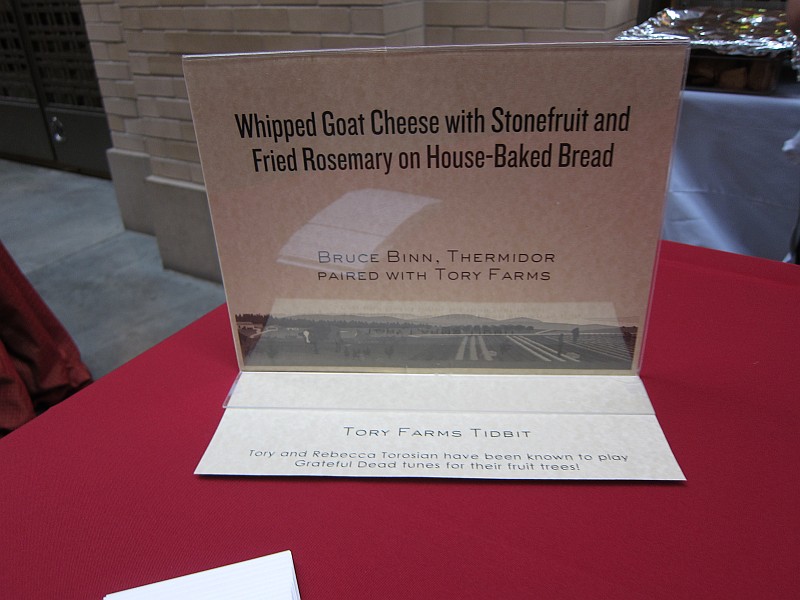 Whipped Goat Cheese with Stonefruit and
Fried Rosemary on House-Baked Bread
Bruce Binn, Thermidor
paired with Tory Farms
Tory Farms Tidbit
Tory and Rebecca Torosian have been known to play
Grateful Dead tunes for their fruit trees!